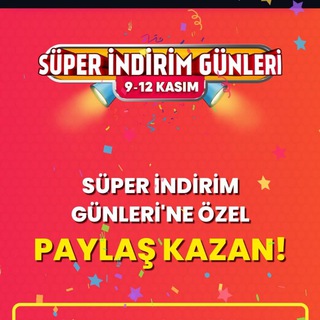 SÜPER İNDİRİM GÜNLERİ
9-12 KASIM
SÜPER İNDİRİM
GÜNLERİ'NE ÖZEL
PAYLAŞ KAZAN!